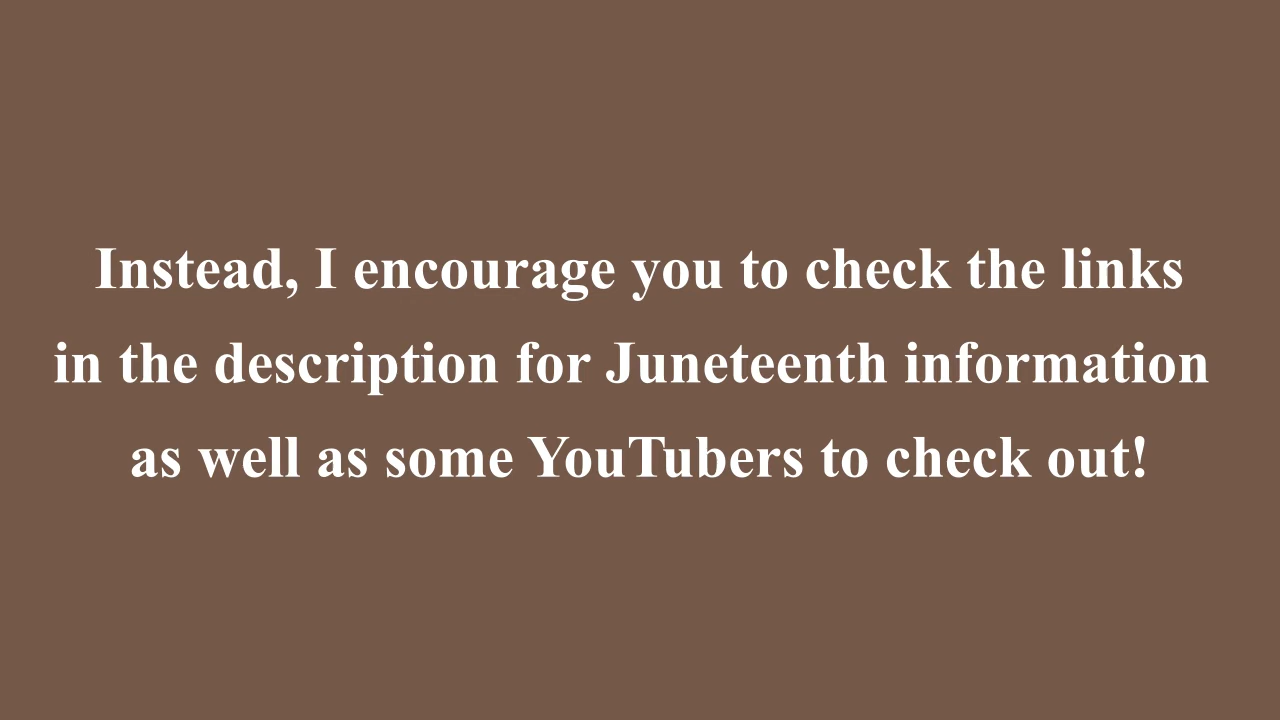 Instead, I encourage you to check the links
in the description for Juneteenth information
as well as some YouTubers to check out!